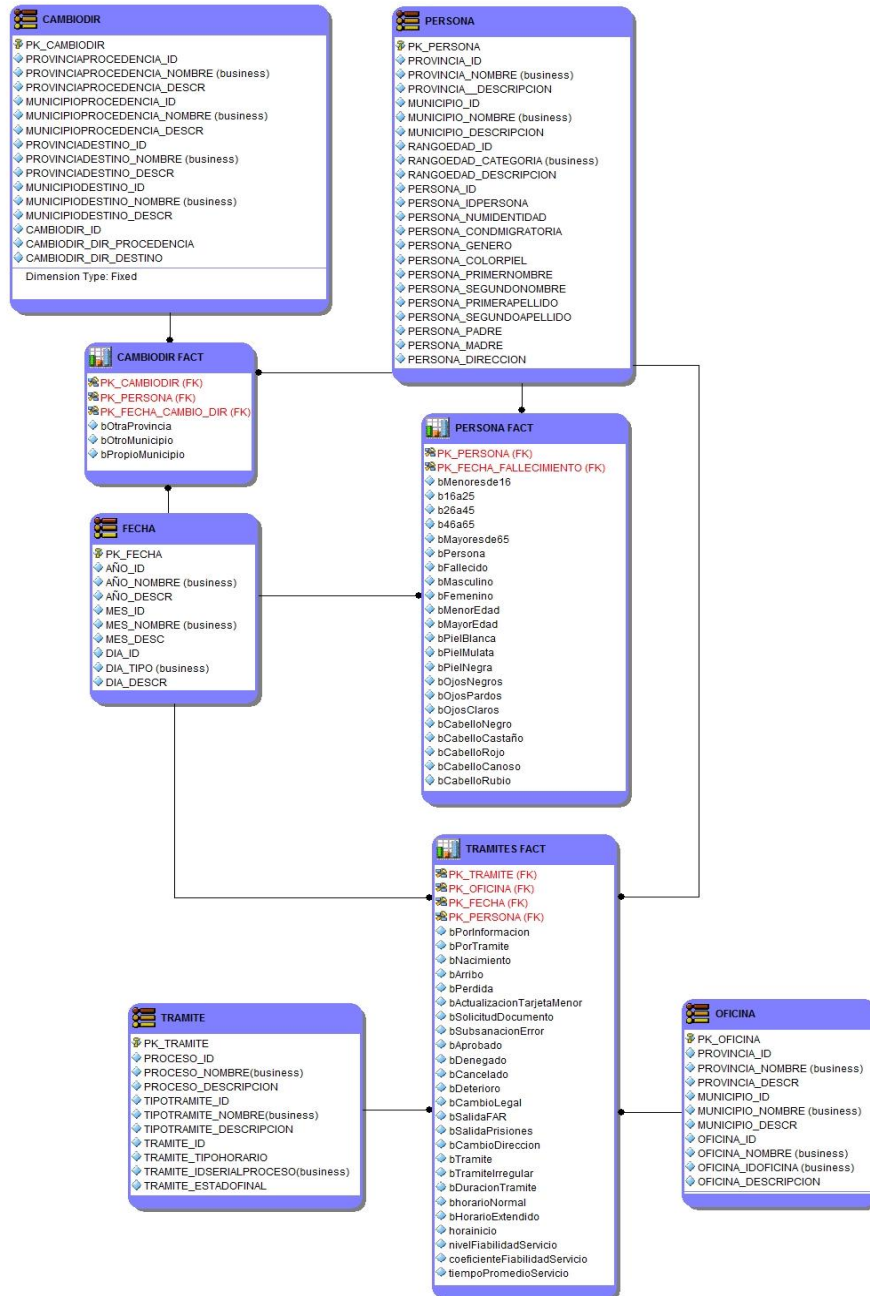 CAMBIODIR
PK_CAMBIODIR
PROVINCIAPROCEDENCIA_ID
PROVINCIAPROCEDENCIA_NOMBRE (business)
PROVINCIAPROCEDENCIA_DESCR
MUNICIPIOPROCEDENCIA_ID
MUNICIPIOPROCEDENCIA_NOMBRE (business)
MUNICIPIOPROCEDENCIA_DESCR
PROVINCIADESTINO_ID
PROVINCIADESTINO_NOMBRE (business)
PROVINCIADESTINO_DESCR
MUNICIPIODESTINO_ID
MUNICIPIODESTINO_NOMBRE (business)
MUNICIPIODESTINO_DESCR
CAMBIODIR_ID
CAMBIODIR_DIR_PROCEDENCIA
CAMBIODIR_DIR_DESTINO
Dimension Type: Fixed
PERSONA
PK_PERSONA
PROVINCIA_ID
PROVINCIA_NOMBRE (business)
PROVINCIA__DESCRIPCION
MUNICIPIO_ID
MUNICIPIO_NOMBRE (business)
MUNICIPIO_DESCRIPCION
RANGOEDAD_ID
RANGOEDAD_CATEGORIA (business)
RANGOEDAD_DESCRIPCION
PERSONA_ID
PERSONA_IDPERSONA
PERSONA_NUMIDENTIDAD
PERSONA_CONDMIGRATORIA
PERSONA_GENERO
PERSONA_COLORPIEL
PERSONA_PRIMERNOMBRE
PERSONA_SEGUNDONOMBRE
PERSONA_PRIMERAPELLIDO
PERSONA_SEGUNDOAPELLIDO
PERSONA_PADRE
PERSONA_MADRE
PERSONA_DIRECCION
CAMBIODIR FACT
PK_CAMBIODIR (FK)
PK_PERSONA (FK)
PK_FECHA_CAMBIO_DIR (FK)
bOtraProvincia
bOtroMunicipio
bPropioMunicipio
PERSONA FACT
PK_PERSONA (FK)
PK_FECHA_FALLECIMIENTO (FK)
bMenoresde16
b16a25
b26a45
b46a65
bMayoresde65
bPersona
bFallecido
bMasculino
bFemenino
bMenorEdad
bMayorEdad
bPielBlanca
bPielMulata
bPielNegra
bOjosNegros
bOjosPardos
bOjosClaros
bCabelloNegro
bCabelloCastaño
bCabelloRojo
bCabelloCanoso
bCabelloRubio
FECHA
PK_FECHA
AÑO_ID
AÑO_NOMBRE (business)
AÑO_DESCR
MES_ID
MES_NOMBRE (business)
MES_DESC
DIA_ID
DIA_TIPO (business)
DIA_DESCR
TRAMITES FACT
PK_TRAMITE (FK)
PK_OFICINA (FK)
PK_FECHA (FK)
PK_PERSONA (FK)
bPorInformacion
bPorTramite
bNacimiento
bArribo
bPerdida
bActualizacionTarjetaMenor
bSolicitudDocumento
bSubsanacionError
bAprobado
bDenegado
bCancelado
bDeterioro
bCambioLegal
bSalidaFAR
bSalidaPrisiones
bCambioDireccion
bTramite
bTramiteIrregular
bDuracionTramite
bhorarioNormal
bHorarioExtendido
horainicio
nivelFiabilidadServicio
coeficienteFiabilidadServicio
tiempoPromedioServicio
TRAMITE
PK_TRAMITE
PROCESO_ID
PROCESO_NOMBRE(business)
PROCESO_DESCRIPCION
TIPOTRAMITE_ID
TIPOTRAMITE_NOMBRE(business)
TIPOTRAMITE_DESCRIPCION
TRAMITE_ID
TRAMITE_TIPOHORARIO
TRAMITE_IDSERIALPROCESO(business)
TRAMITE_ESTADOFINAL
OFICINA
PK_OFICINA
PROVINCIA_ID
PROVINCIA_NOMBRE (business)
PROVINCIA_DESCR
MUNICIPIO_ID
MUNICIPIO_NOMBRE (business)
MUNICIPIO_DESCR
OFICINA_ID
OFICINA_NOMBRE (business)
OFICINA_IDOFICINA (business)
OFICINA_DESCRIPCION